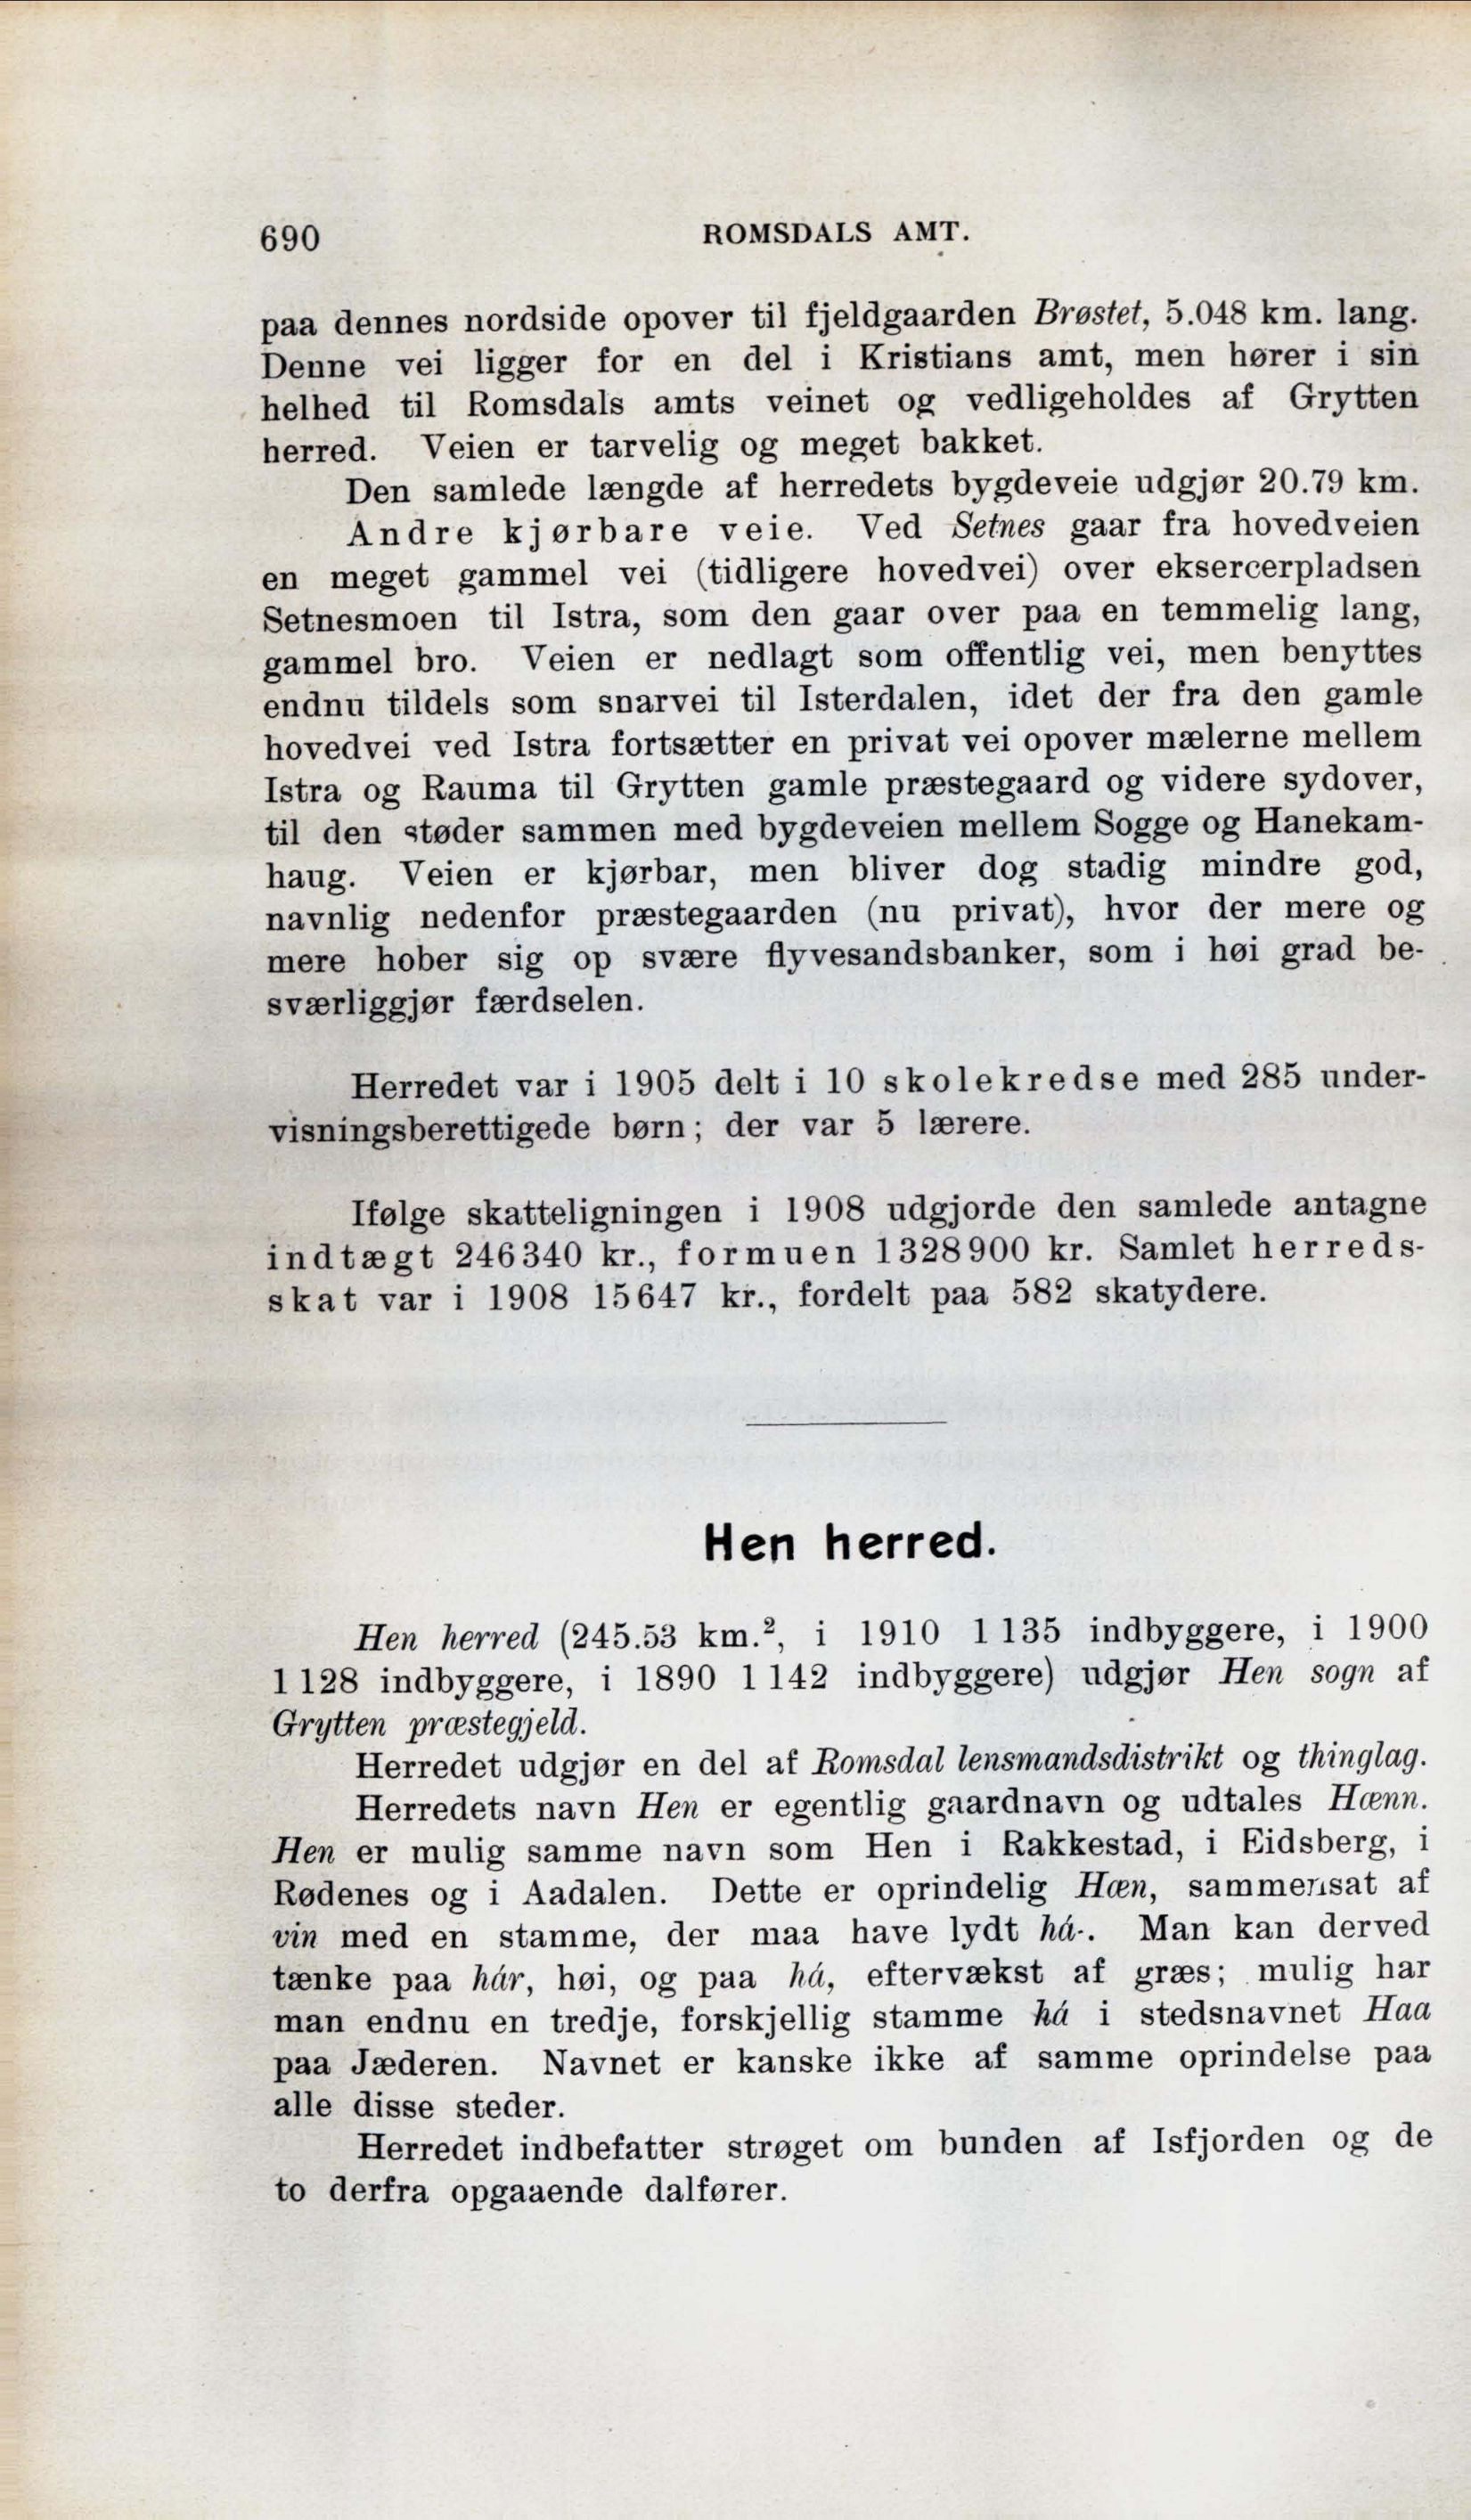 690
ROMSDALS AMT.
paa dennes nordside opover til fjeldgaarden Brøstet, 5.048 km. lang.
Denne vei ligger for en del i Kristians amt, men hører i sin
helhed til Romsdals amts veinet og vedligeholdes af Grytten
herred. Veien er tarvelig og meget bakket.
Den samlede længde af herredets bygdeveie udgjør 20.79 km.
Andre kjørbare veie. Ved Setnes gaar fra hovedveien
en meget gammel vei (tidligere hovedvei) over eksercerpladsen
Setnesmoen til Istra, som den gaar over paa en temmelig lang,
gammel bro. Veien er nedlagt som offentlig vei, men benyttes
endnu tildels som snarvei til Isterdalen, idet der fra den gamle
hovedvei ved Istra fortsætter en privat vei opover mælerne mellem
Istra og Rauma til Grytten gamle præstegaard og videre sydover,
til den støder sammen med bygdeveien mellem Sogge og Hanekam-
haug. Veien er kjørbar, men bliver dog stadig mindre god,
navnlig nedenfor præstegaarden (nu privat), hvor der mere og
mere hober sig op svære flyvesandsbanker, som i høi grad be-
sværliggjør færdselen.
Herredet var i 1905 delt i 10 skolekredse med 285 under-
visningsberettigede børn; der var 5 lærere.
Ifølge skatteligningen i 1908 udgjorde den samlede antagne
indtægt 246340 kr., formuen 1328900 kr. Samlet herreds-
skat var i 1908 15647 kr., fordelt paa 582 skatydere.
Hen herred.
Hen herred (245.53 km.², i 1910 1135 indbyggere, i 1900
1128 indbyggere, i 1890 1142 indbyggere) udgjør Hen sogn af
Grytten præstegjeld.
Herredet udgjør en del af Romsdal lensmandsdistrikt og thinglag.
Herredets navn Hen er egentlig gaardnavn og udtales Hænn.
Hen er mulig samme navn som Hen i Rakkestad, i Eidsberg, i
Rødenes og i Aadalen. Dette er oprindelig Hæn, sammensat af
vin med en stamme, der maa have lydt há-. Man kan derved
tænke paa hár, høi, og paa há, eftervækst af græs; mulig har
man endnu en tredje, forskjellig stamme há i stedsnavnet Haa
paa Jæderen. Navnet er kanske ikke af samme oprindelse paa
alle disse steder.
Herredet indbefatter strøget om bunden af Isfjorden og de
to derfra opgaaende dalfører.